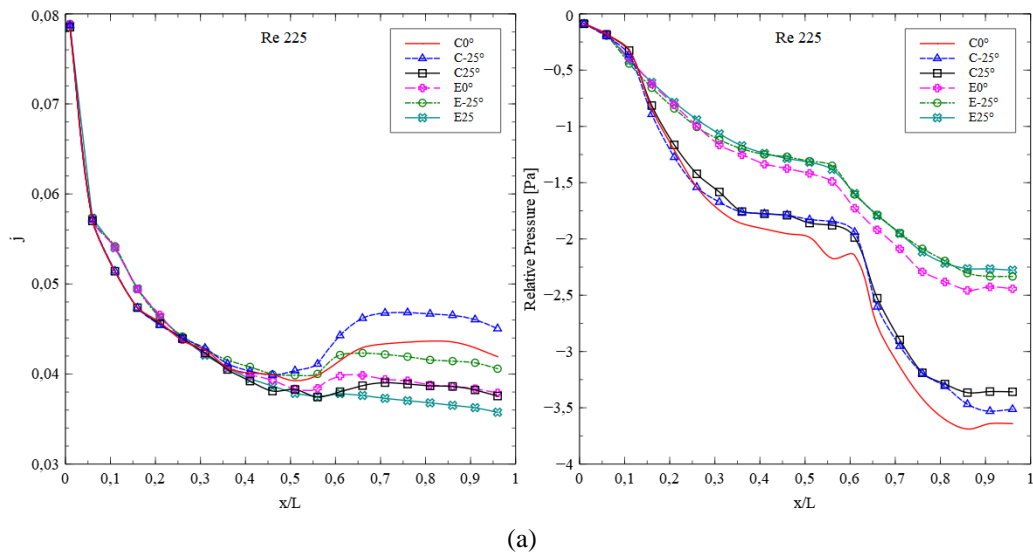 0,08
0,07
0,06
0,05
0,04
0,03
j
Re 225
C0°
C-25°
C25°
E0°
E-25°
E25
0 0,1 0,2 0,3 0,4 0,5 0,6 0,7 0,8 0,9 1
x/L
0
−0.5
−1
−1.5
−2
−2.5
−3
−3.5
−4
Relative Pressure [Pa]
Re 225
C0°
C-25°
C25°
E0°
E-25°
E25°
0 0,1 0,2 0,3 0,4 0,5 0,6 0,7 0,8 0,9 1
x/L
(a)